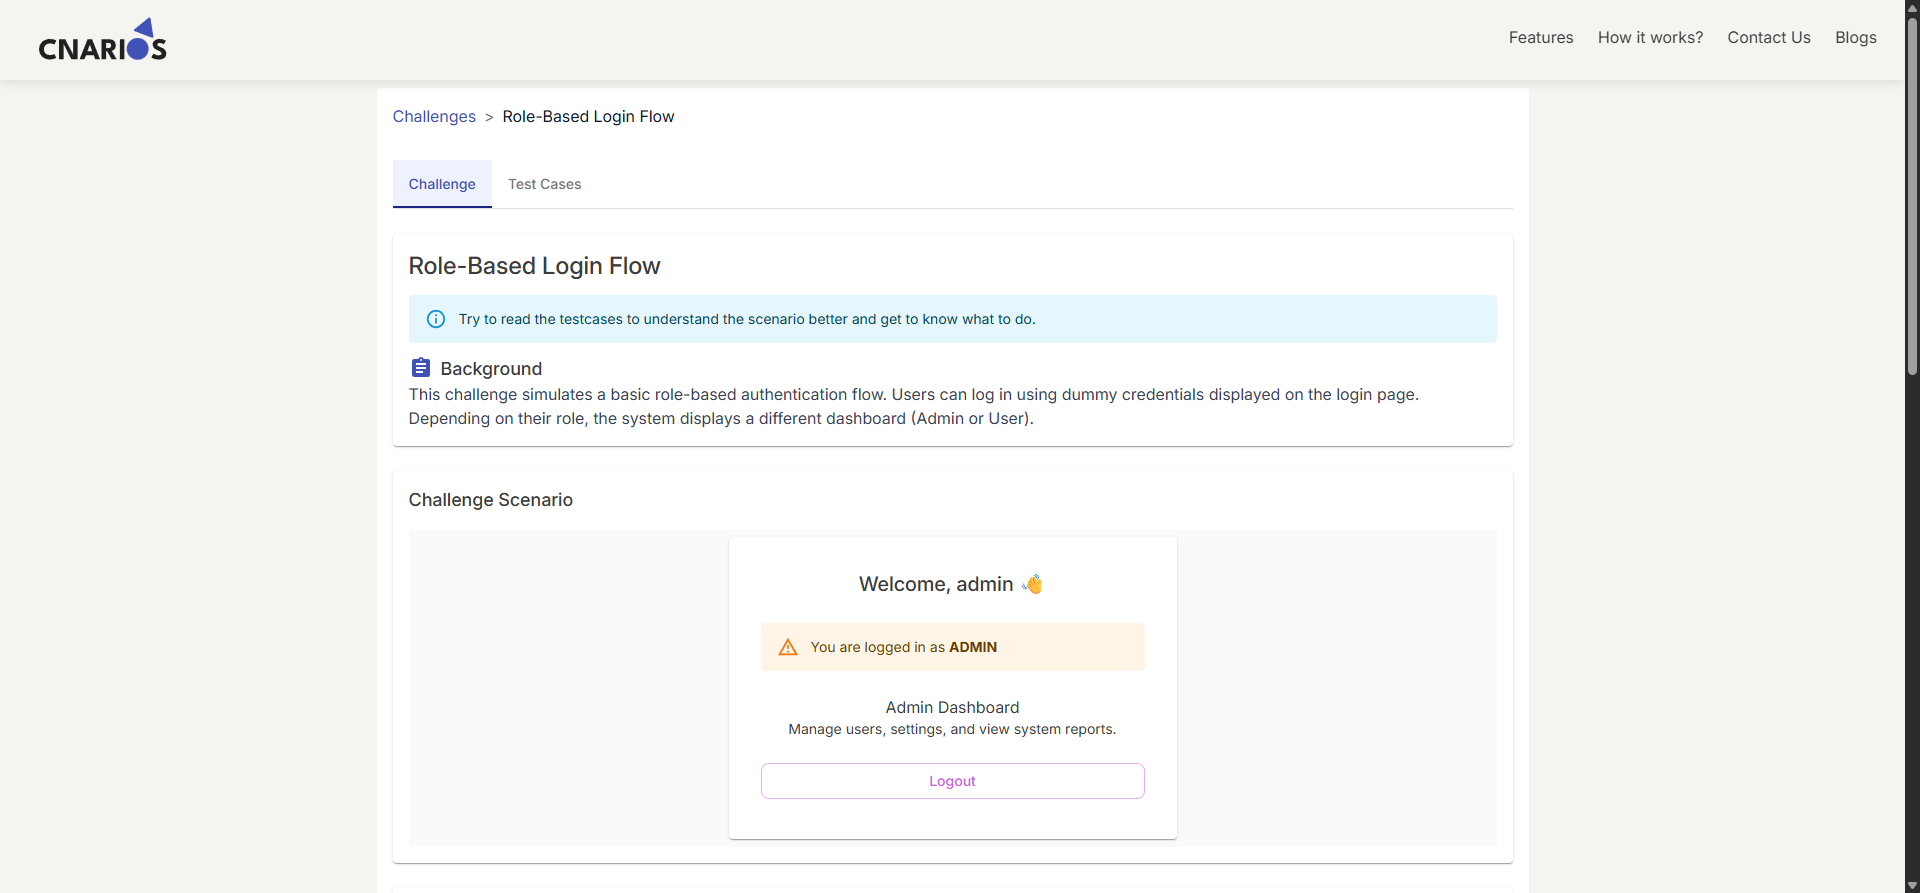 CNARIOS
Features
How it works?
Contact Us
Blogs
Challenges > Role-Based Login Flow
Challenge
Test Cases
Role-Based Login Flow
Try to read the testcases to understand the scenario better and get to know what to do.
Background
This challenge simulates a basic role-based authentication flow. Users can log in using dummy credentials displayed on the login page.
Depending on their role, the system displays a different dashboard (Admin or User).
Challenge Scenario
Welcome, admin 👋
You are logged in as ADMIN
Admin Dashboard
Manage users, settings, and view system reports.
Logout